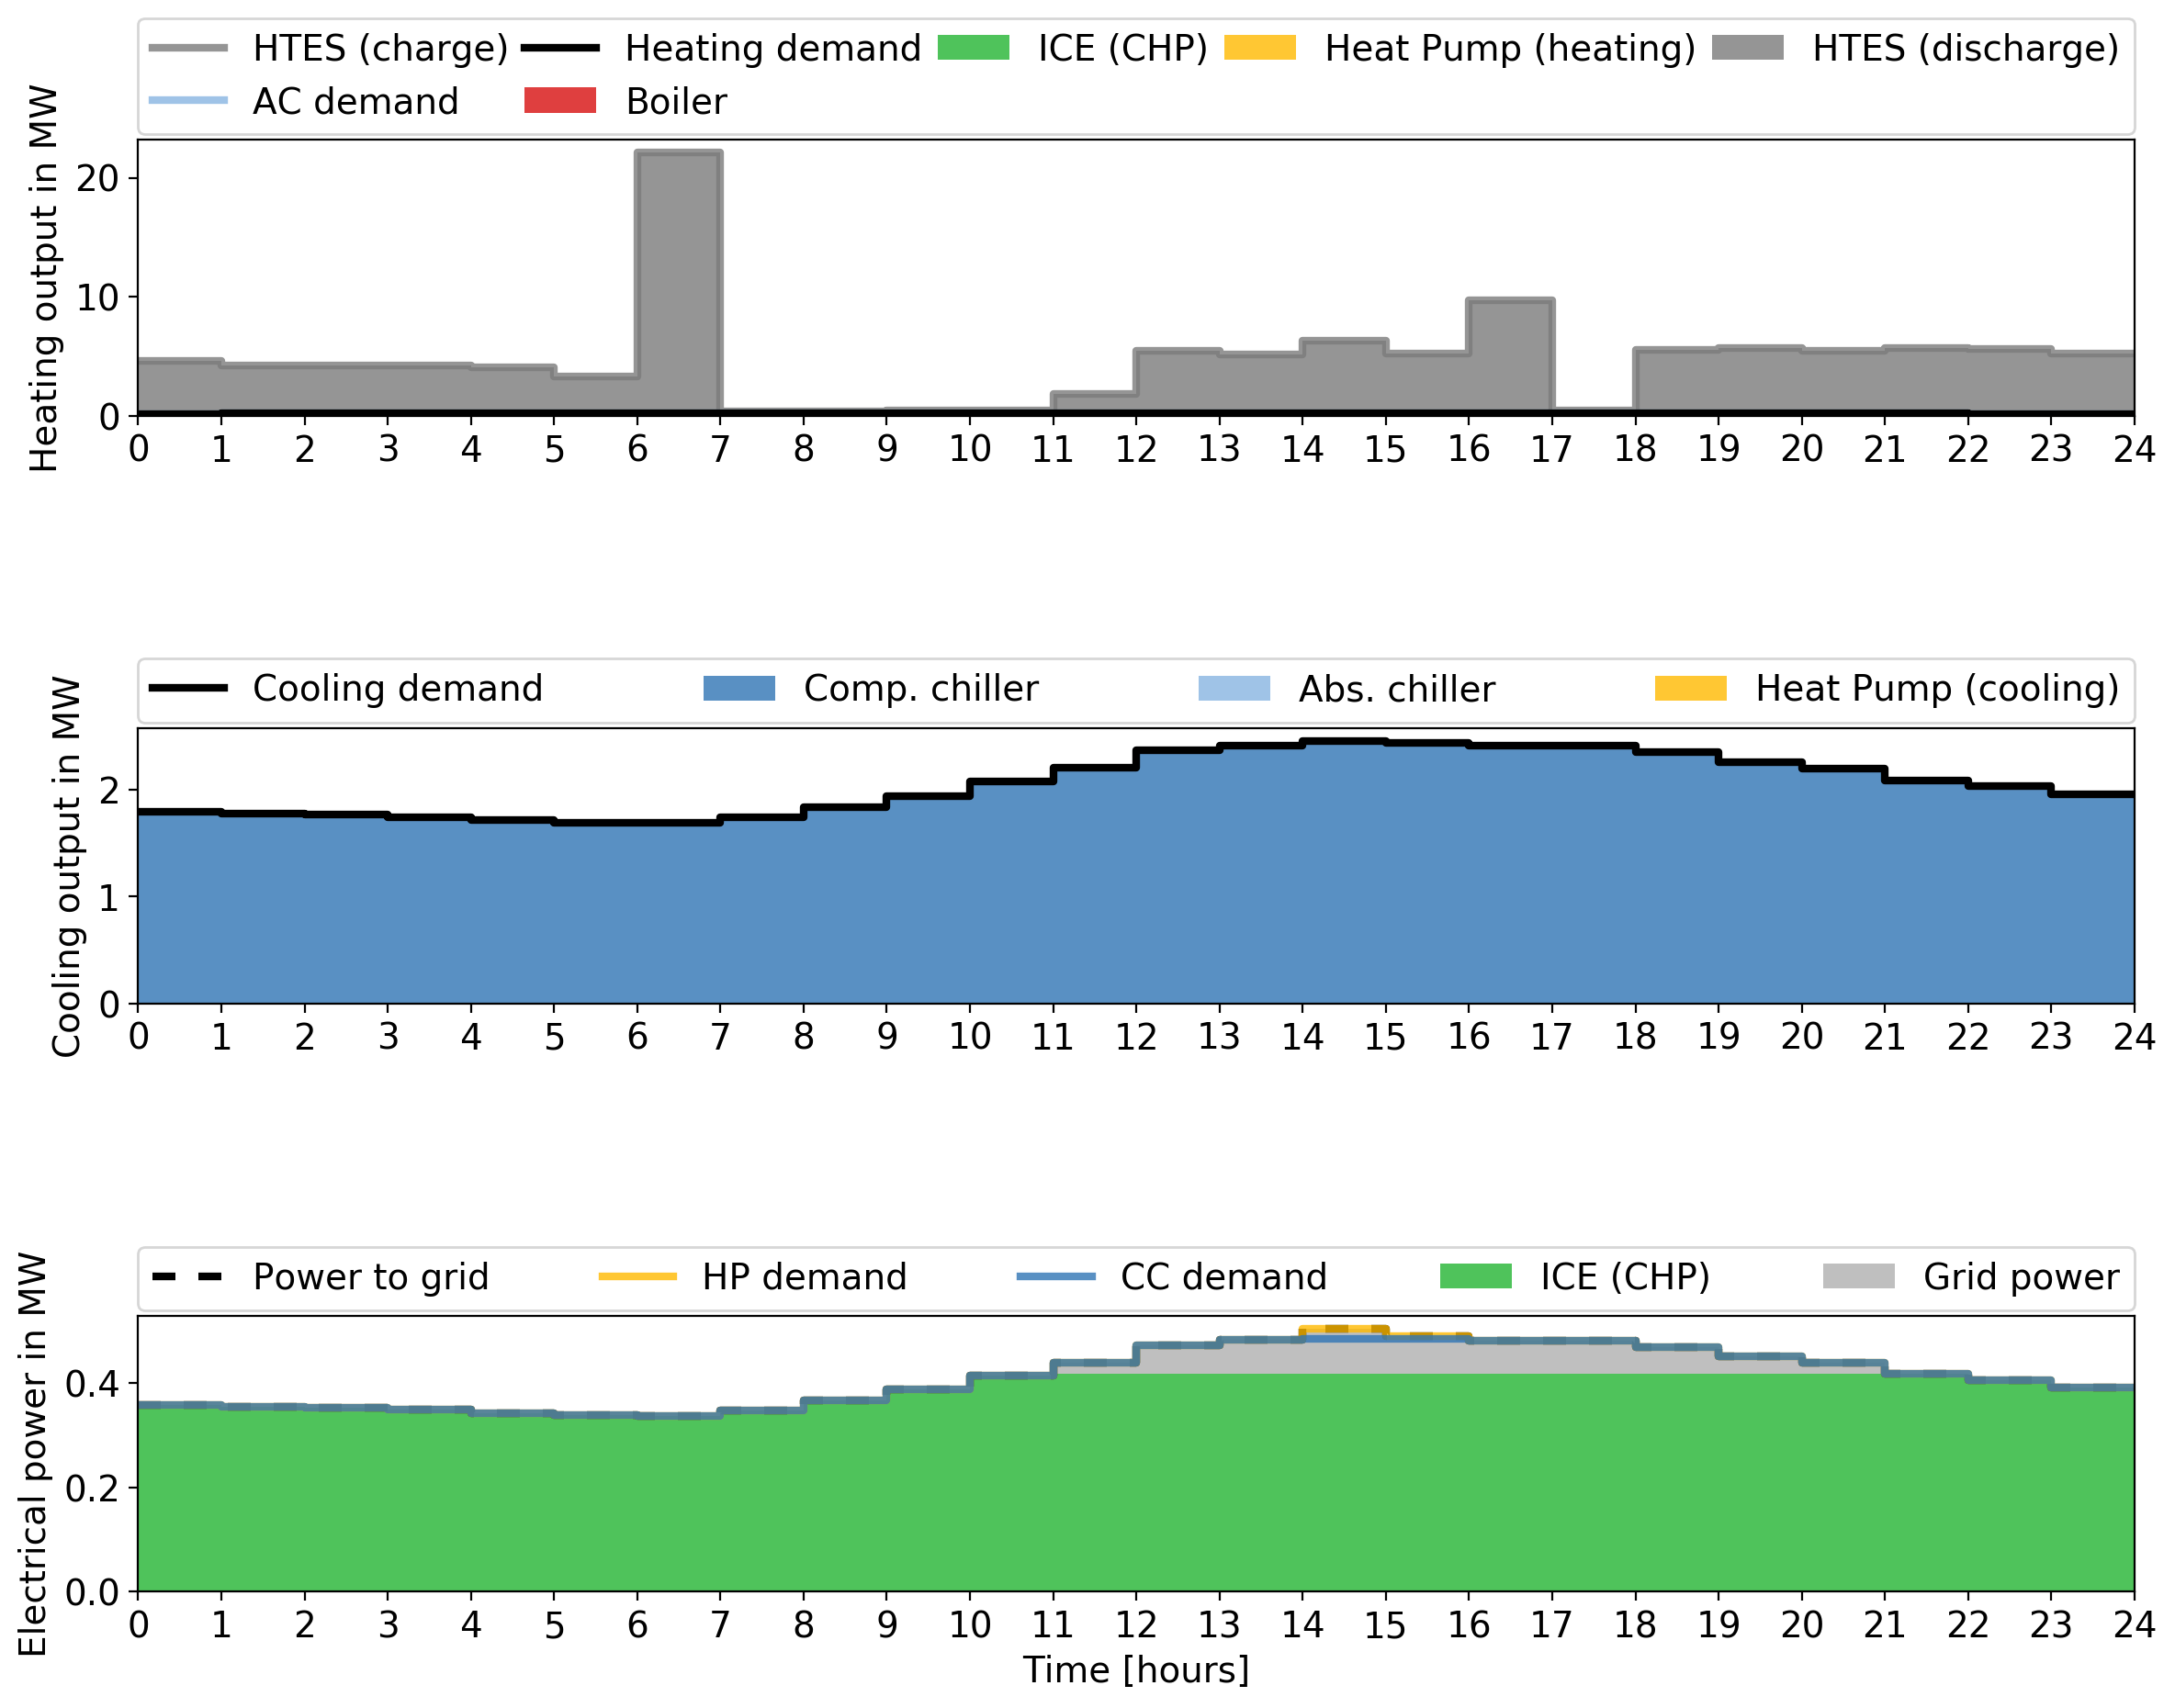 HTES (charge) Heating demand ICE (CHP) Heat Pump (heating) HTES (discharge)
AC demand Boiler
Heating output in MW
20
10
0
0 1 2 3 4 5 6 7 8 9 10 11 12 13 14 15 16 17 18 19 20 21 22 23 24
Cooling demand Comp. chiller Abs. chiller Heat Pump (cooling)
Cooling output in MW
2
1
0
0 1 2 3 4 5 6 7 8 9 10 11 12 13 14 15 16 17 18 19 20 21 22 23 24
Power to grid HP demand CC demand ICE (CHP) Grid power
Electrical power in MW
0.4
0.2
0.0
0 1 2 3 4 5 6 7 8 9 10 11 12 13 14 15 16 17 18 19 20 21 22 23 24
Time [hours]